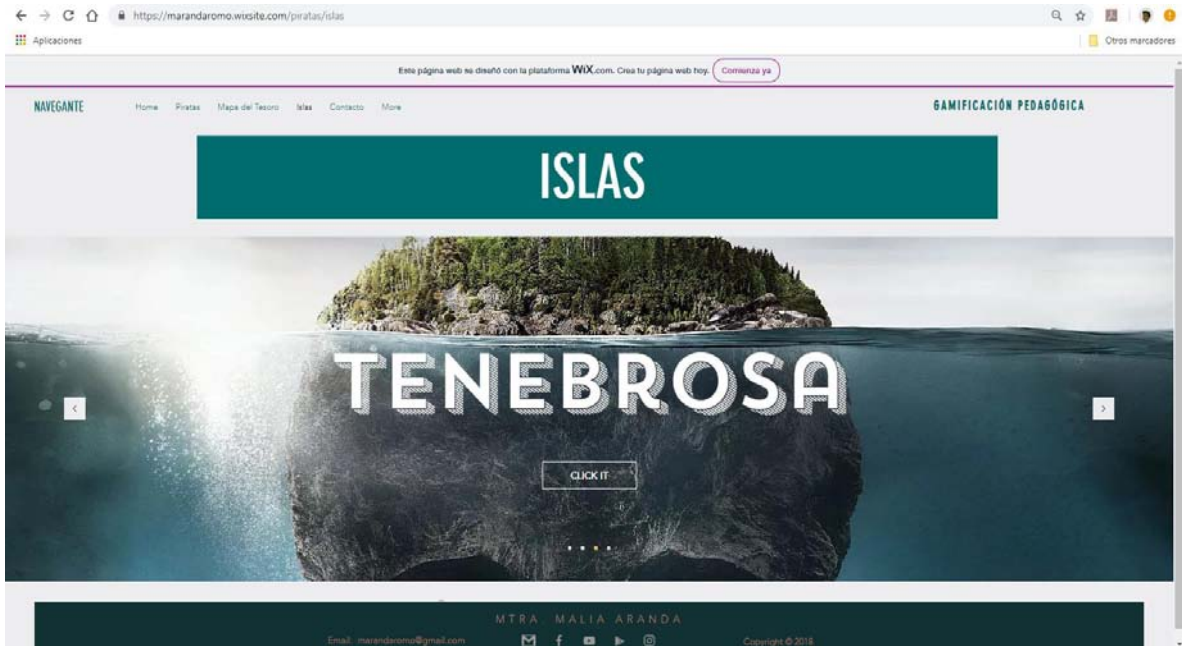 https://marandaromo.wixsite.com/piratas/islas
Aplicaciones
Otros marcadores
Este página web se diseñó con la plataforma WiX.com. Crea tu página web hoy. Comienza ya
NAVEGANTE Home Piratas Mapa del Tesoro Islas Contacto More GAMIFICACIÓN PEDAGÓGICA
ISLAS
TENEBROSA
CLICK IT
MTRA MALIA ARANDA
Email: marandaromo@gmail.com
Copyright © 2018